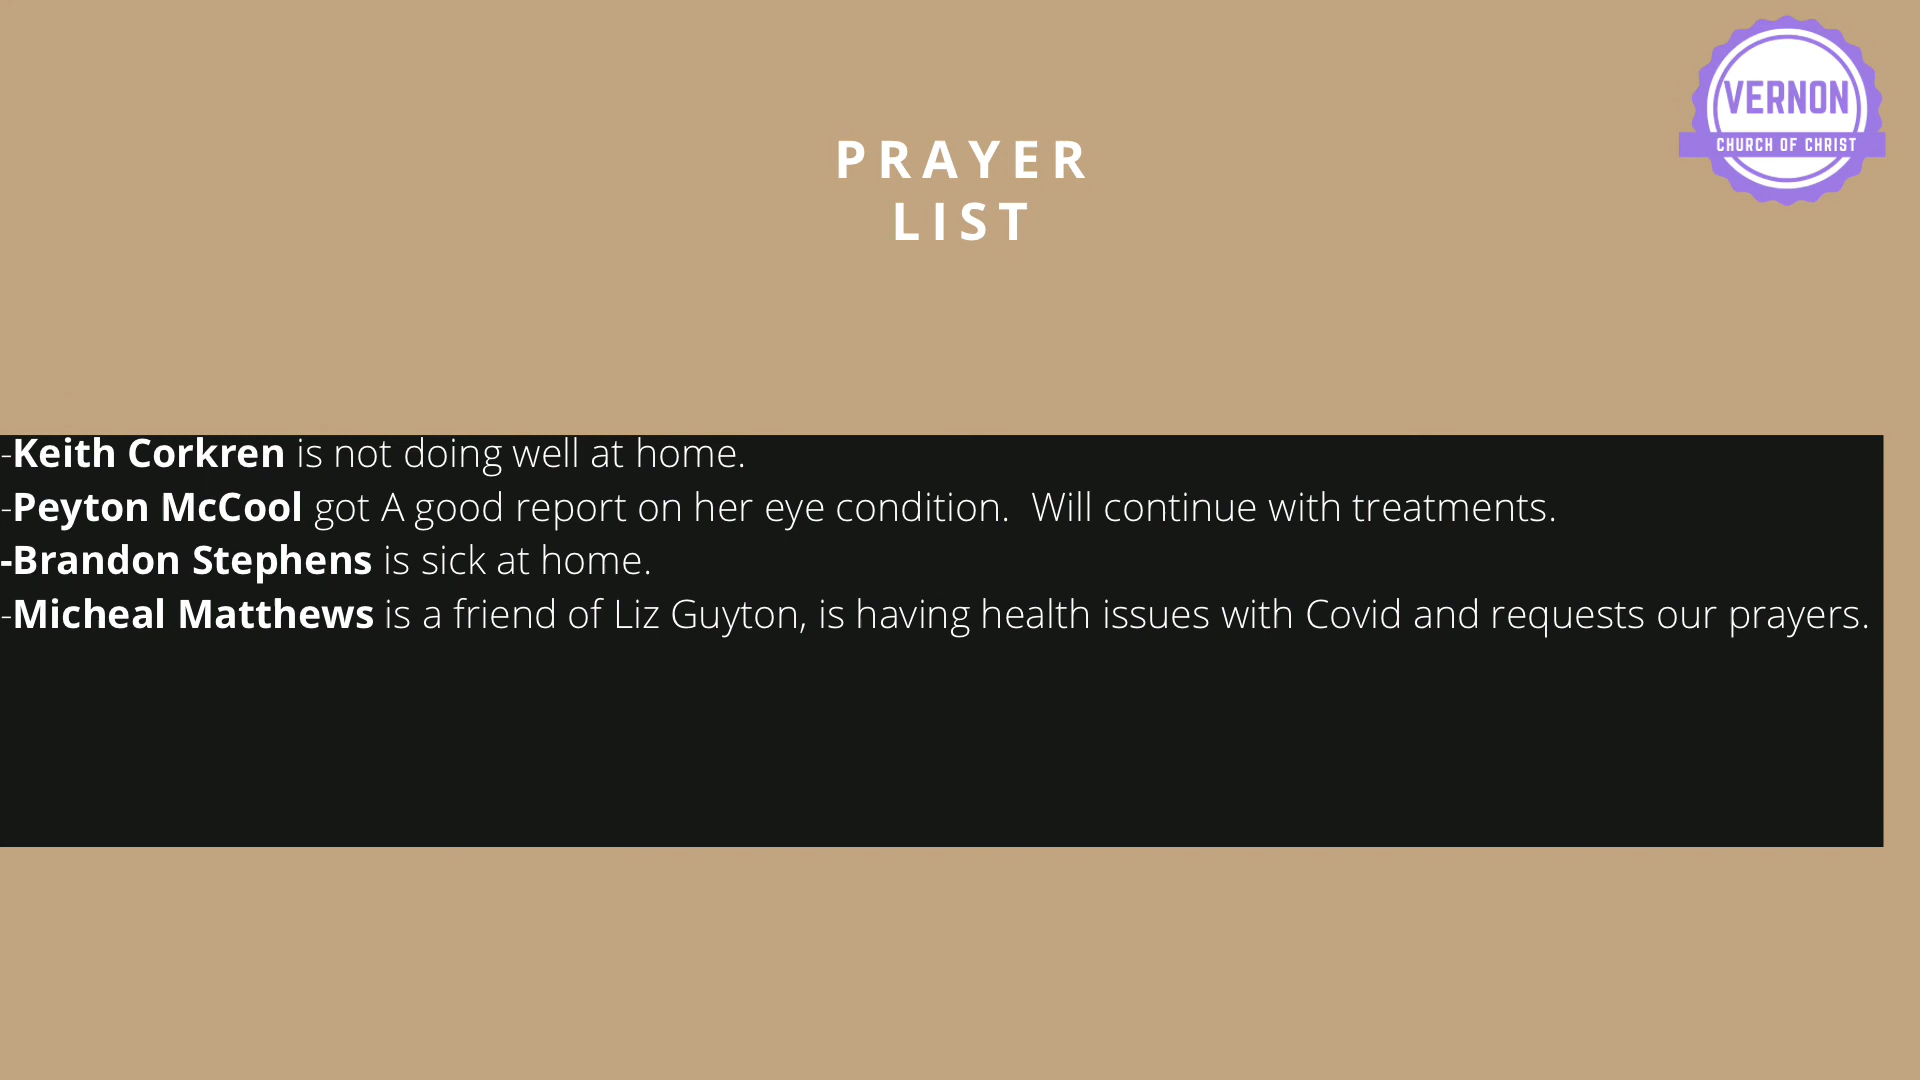 VERNON
CHURCH OF CHRIST
PRAYER
LIST
-Keith Corkren is not doing well at home.
-Peyton McCool got A good report on her eye condition.  Will continue with treatments.
-Brandon Stephens is sick at home.
-Micheal Matthews is a friend of Liz Guyton, is having health issues with Covid and requests our prayers.